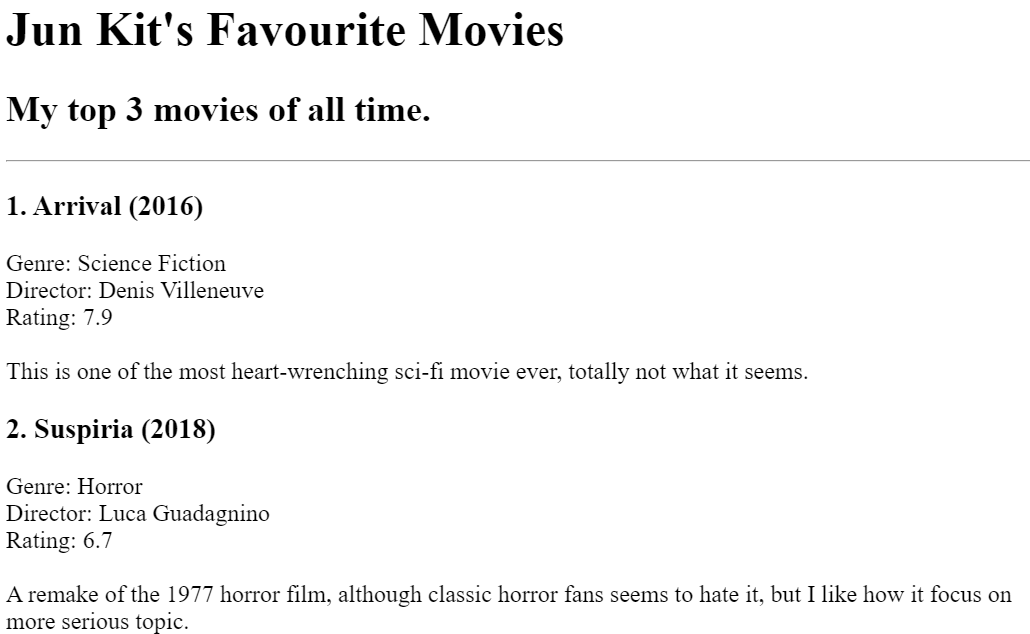 Jun Kit's Favourite Movies
My top 3 movies of all time.
1. Arrival (2016)
Genre: Science Fiction
Director: Denis Villeneuve
Rating: 7.9
This is one of the most heart-wrenching sci-fi movie ever, totally not what it seems.
2. Suspiria (2018)
Genre: Horror
Director: Luca Guadagnino
Rating: 6.7
A remake of the 1977 horror film, although classic horror fans seems to hate it, but I like how it focus on
more serious topic.